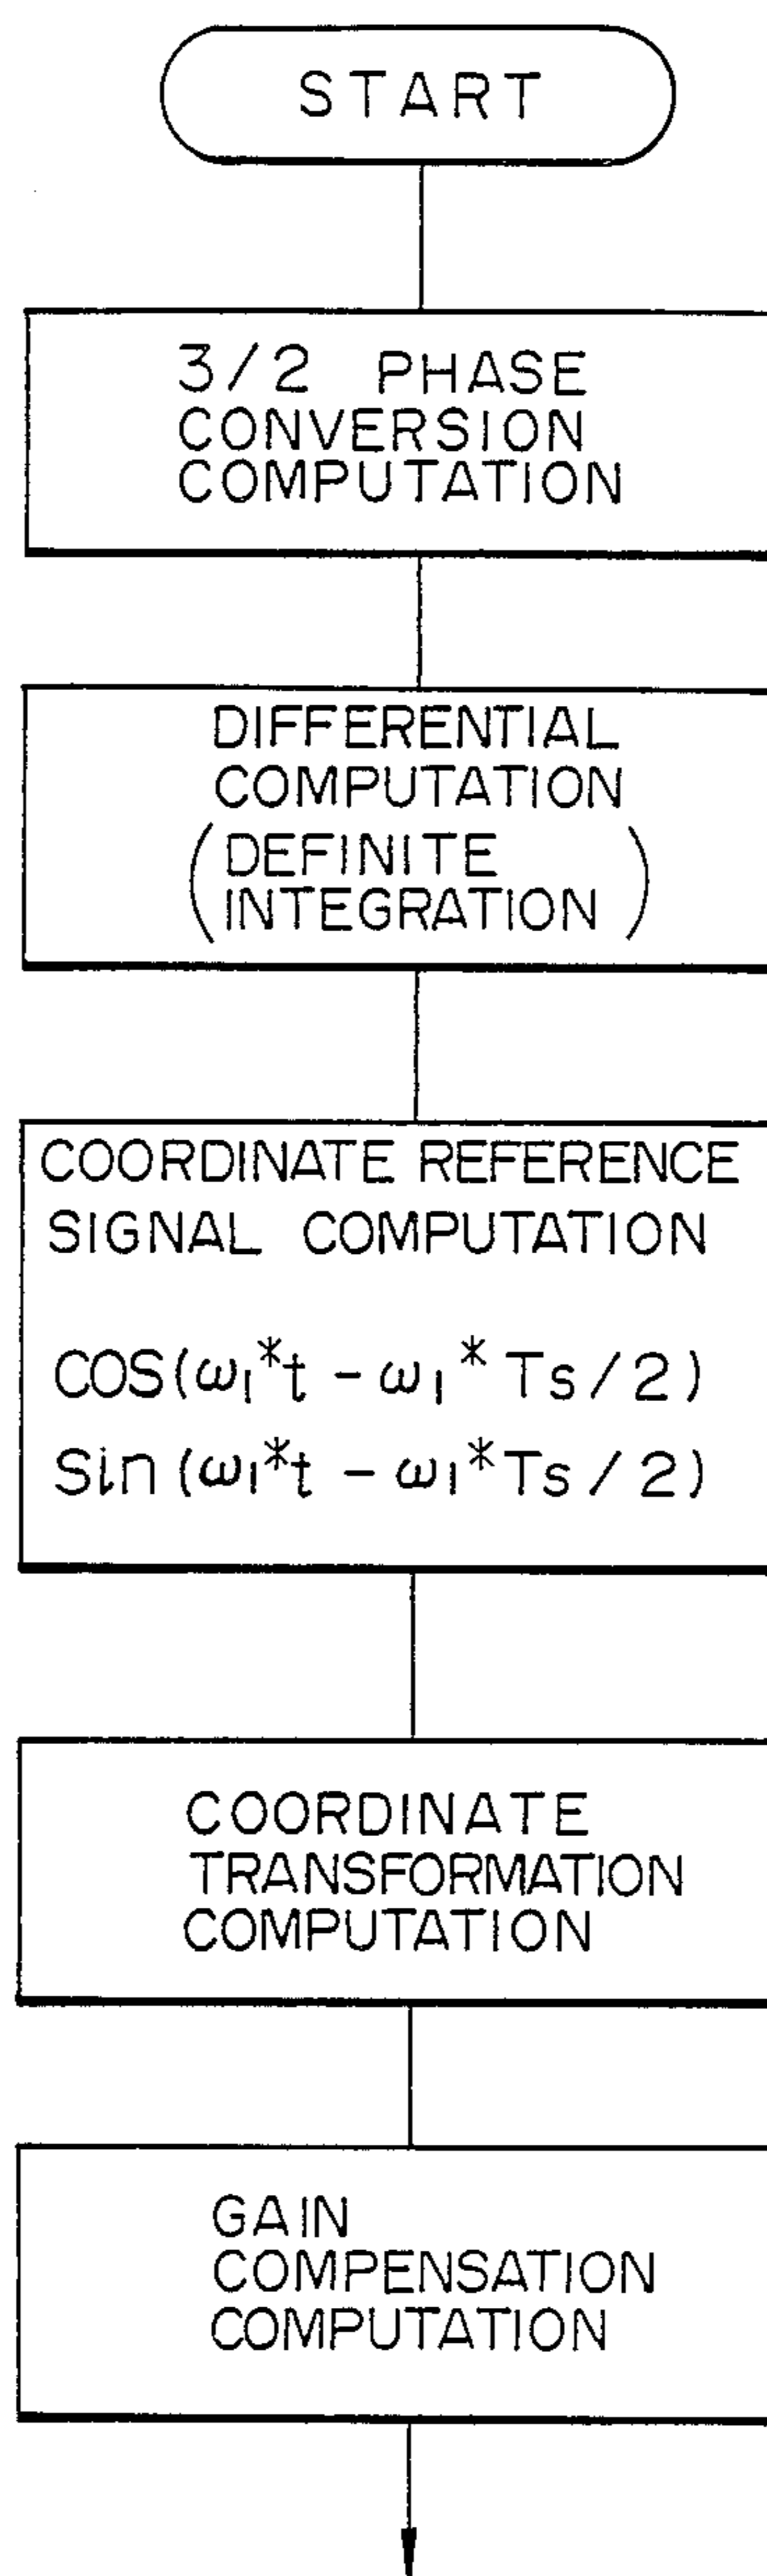 START
3/2 PHASE
CONVERSION
COMPUTATION
DIFFERENTIAL
COMPUTATION
(DEFINITE
INTEGRATION)
COORDINATE REFERENCE
SIGNAL COMPUTATION
COS(ω₁*t - ω₁* Ts/2)
Sin(ω₁*t - ω₁*Ts/2)
COORDINATE
TRANSFORMATION
COMPUTATION
GAIN
COMPENSATION
COMPUTATION